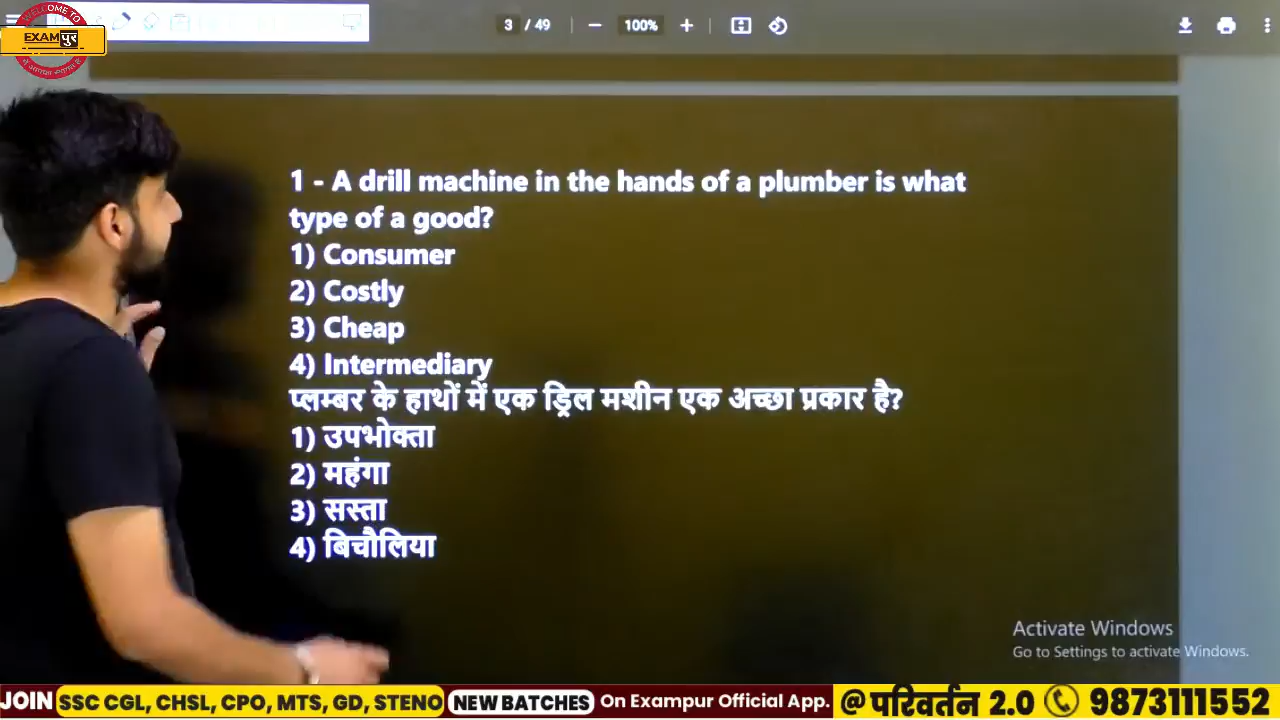 WELCOME TO
EXAMपुर
3 / 49
100%
1 - A drill machine in the hands of a plumber is what
type of a good?
1) Consumer
2) Costly
3) Cheap
4) Intermediary
प्लम्बर के हाथों में एक ड्रिल मशीन एक अच्छा प्रकार है?
1) उपभोक्ता
2) महंगा
3) सस्ता
4) बिचौलिया
Activate Windows
Go to Settings to activate Windows.
JOIN SSC CGL, CHSL, CPO, MTS, GD, STENO NEW BATCHES On Exampur Official App. @ परिवर्तन 2.0 9873111552